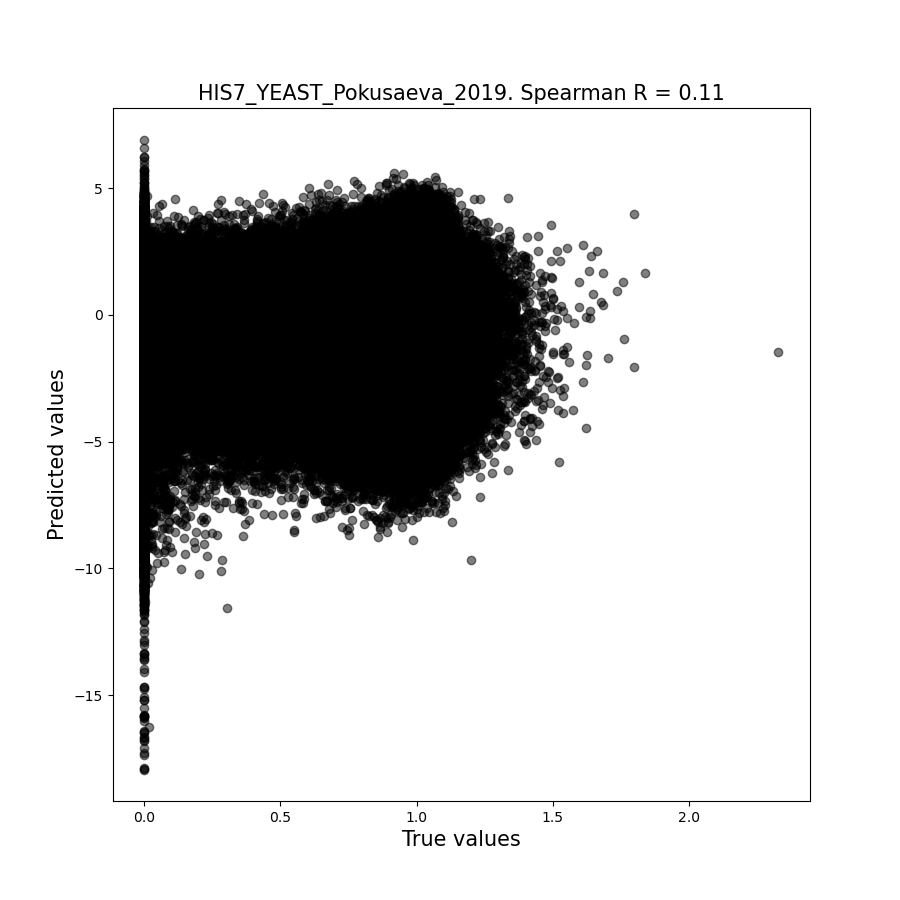 HIS7_YEAST_Pokusaeva_2019. Spearman R = 0.11
5
0
−5
−10
−15
Predicted values
0.0 0.5 1.0 1.5 2.0
True values